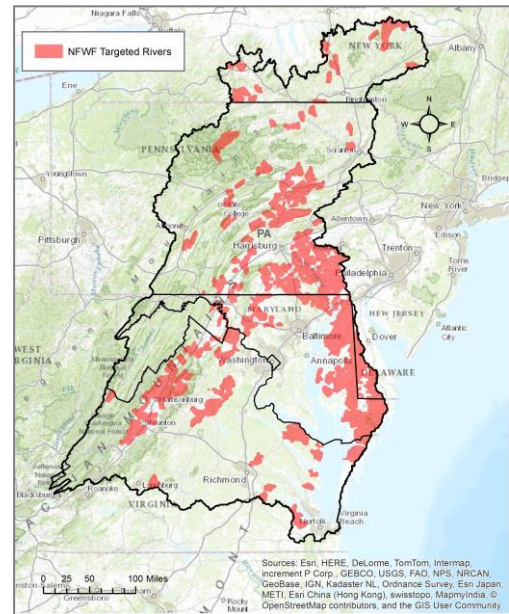 Niagara Falls
NFWF Targeted Rivers
NEW YORK
Albany
Binghamton
N
W E
S
Scranton
PENNSYLVANIA
Youngstown
New York
Edison
Allentown
Pittsburgh
PA
Harrisburg
Trenton
Toms
River
Philadelphia
NEW JERSEY
MARYLAND
Baltimore
Dover
Atlantic
City
Annapolis
DELAWARE
WEST
VIRGINIA
Washington
Harrisonburg
Staunton
Richmond
Lynchburg
Roanoke
Blacksburg
VIRGINIA
Norfolk
Virginia
Beach
0 25 50 100 Miles
Greensboro
Rocky
Mount
Sources: Esri, HERE, DeLorme, TomTom, Intermap,
increment P Corp., GEBCO, USGS, FAO, NPS, NRCAN,
GeoBase, IGN, Kadaster NL, Ordnance Survey, Esri Japan,
METI, Esri China (Hong Kong), swisstopo, MapmyIndia, ©
OpenStreetMap contributors, and the GIS User Community